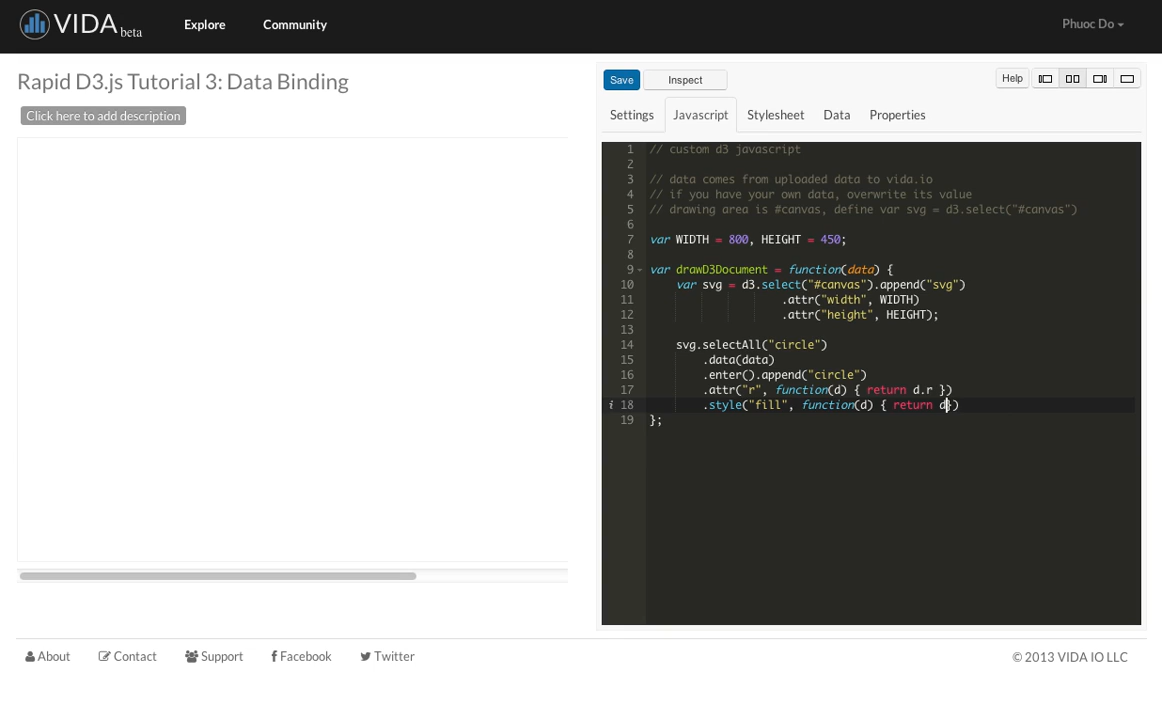 VIDA beta Explore Community Phuoc Do
Rapid D3.js Tutorial 3: Data Binding
Click here to add description
Save Inspect Help
Settings Javascript Stylesheet Data Properties
1 // custom d3 javascript
2
3 // data comes from uploaded data to vida.io
4 // if you have your own data, overwrite its value
5 // drawing area is #canvas, define var svg = d3.select("#canvas")
6
7 var WIDTH = 800, HEIGHT = 450;
8
9 var drawD3Document = function(data) {
10 var svg = d3.select("#canvas").append("svg")
11 .attr("width", WIDTH)
12 .attr("height", HEIGHT);
13
14 svg.selectAll("circle")
15 .data(data)
16 .enter().append("circle")
17 .attr("r", function(d) { return d.r })
i 18 .style("fill", function(d) { return d})
19 };
About Contact Support Facebook Twitter © 2013 VIDA IO LLC